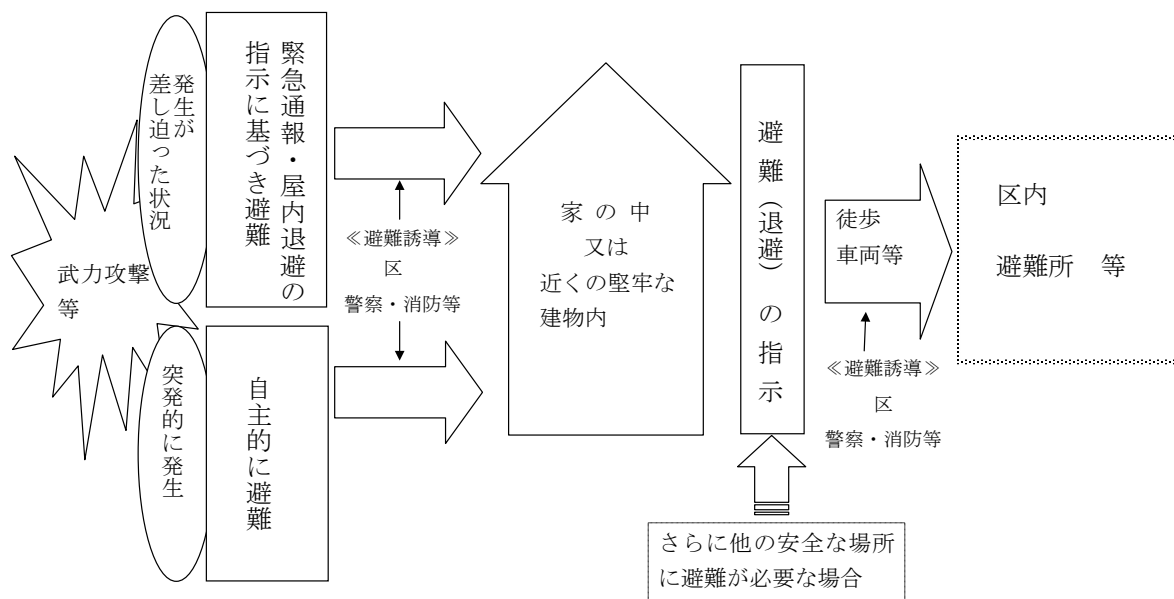 武力攻撃
等
発生が
差し迫った状況
緊急通報・屋内退避の
指示に基づき避難
突発的に発生
自主的に避難
≪避難誘導≫
区
警察・消防等
家の中
又は
近くの堅牢な
建物内
避難(退避)の指示
さらに他の安全な場所
に避難が必要な場合
徒歩
車両等
≪避難誘導≫
区
警察・消防等
区内
避難所 等